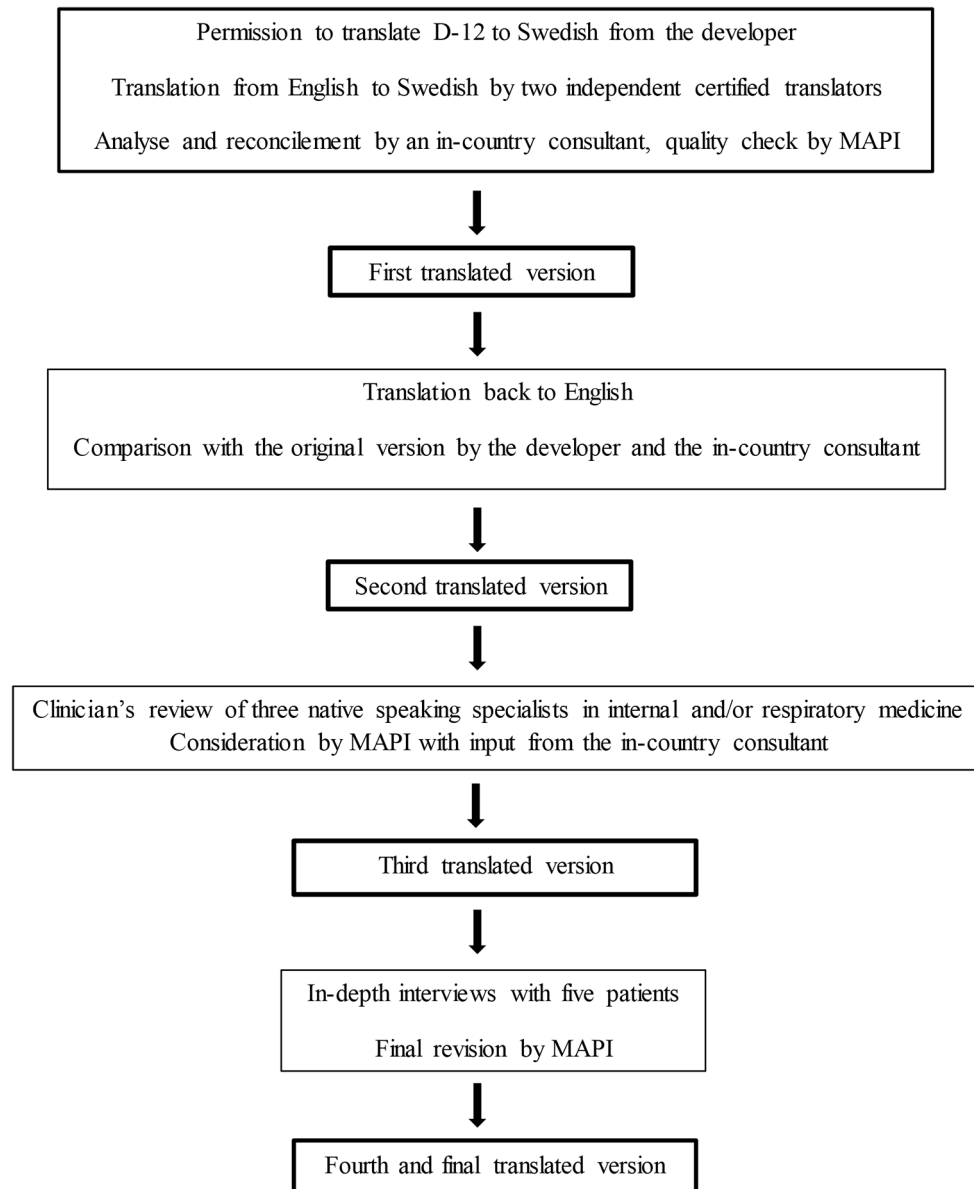 Permission to translate D-12 to Swedish from the developer
Translation from English to Swedish by two independent certified translators
Analyse and reconcilement by an in-country consultant, quality check by MAPI
First translated version
Translation back to English
Comparison with the original version by the developer and the in-country consultant
Second translated version
Clinician’s review of three native speaking specialists in internal and/or respiratory medicine
Consideration by MAPI with input from the in-country consultant
Third translated version
In-depth interviews with five patients
Final revision by MAPI
Fourth and final translated version